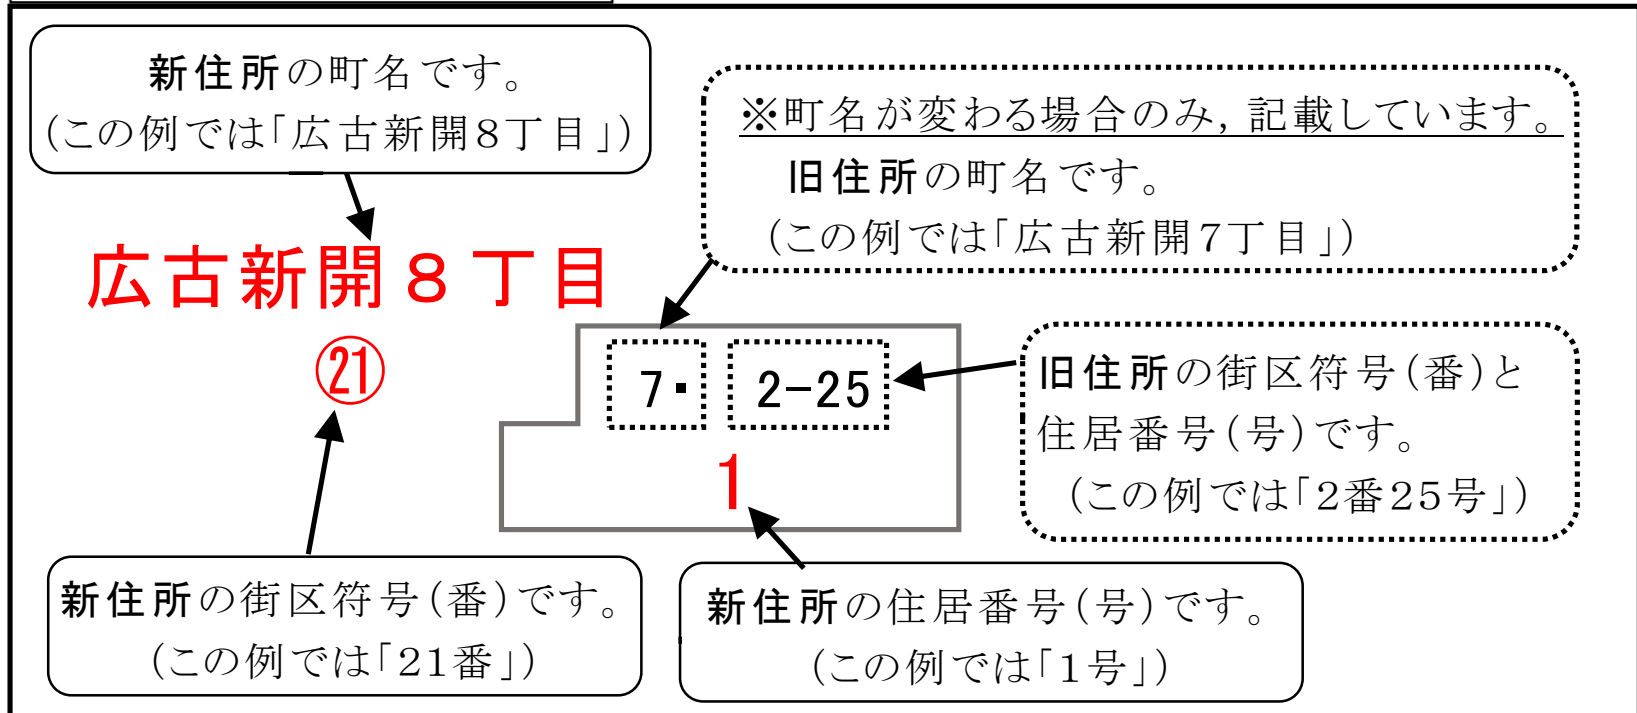 新住所の町名です。
(この例では「広古新開8丁目」)
※町名が変わる場合のみ，記載しています。
旧住所の町名です。
(この例では「広古新開7丁目」)
広古新開８丁目
㉑
7・ 2-25
1
旧住所の街区符号(番)と
住居番号(号)です。
(この例では「2番25号」)
新住所の街区符号(番)です。
(この例では「21番」)
新住所の住居番号(号)です。
(この例では「1号」)